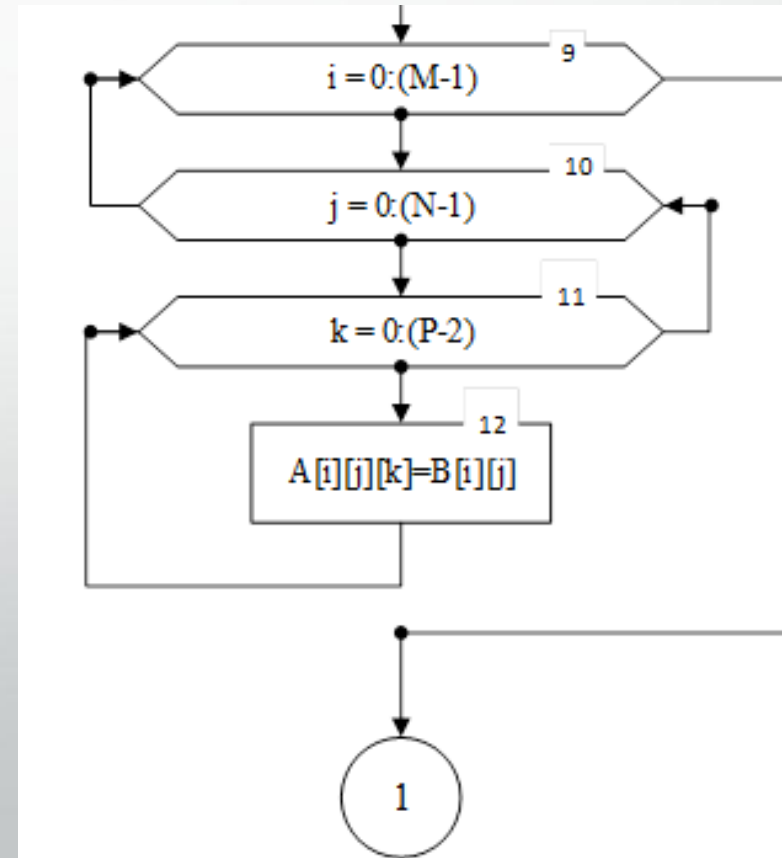 9
i = 0:(M-1)
10
j = 0:(N-1)
11
k = 0:(P-2)
12
A[i][j][k]=B[i][j]
1